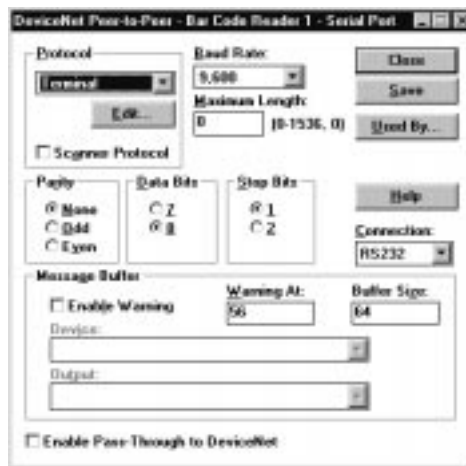 DeviceNet Peer-to-Peer - Bar Code Reader 1 - Serial Port
Protocol
Terminal
Edit...
Scanner Protocol
Baud Rate:
9,600
Maximum Length:
0 (0-1536, 0)
Close
Save
Used By...
Parity
None
Odd
Even
Data Bits
7
8
Stop Bits
1
2
Help
Connection:
RS232
Message Buffer
Enable Warning
Warning At:
56
Buffer Size:
64
Device:
Output:
Enable Pass-Through to DeviceNet